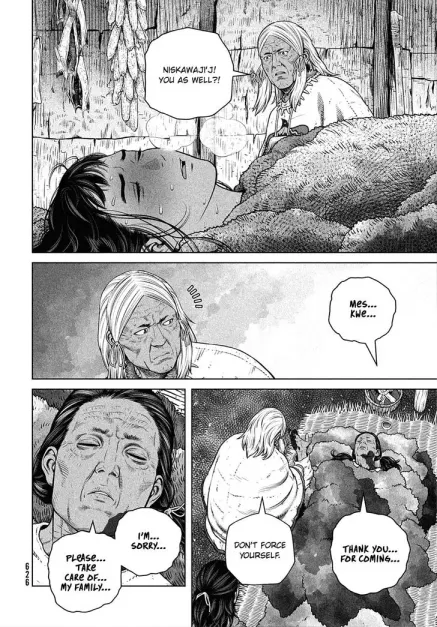 NISKAWAJI'J!
YOU AS WELL?!
MES...
KWE...
I'M...
SORRY...
PLEASE...
TAKE
CARE OF...
MY FAMILY...
DON'T FORCE
YOURSELF.
THANK YOU...
FOR COMING...
626